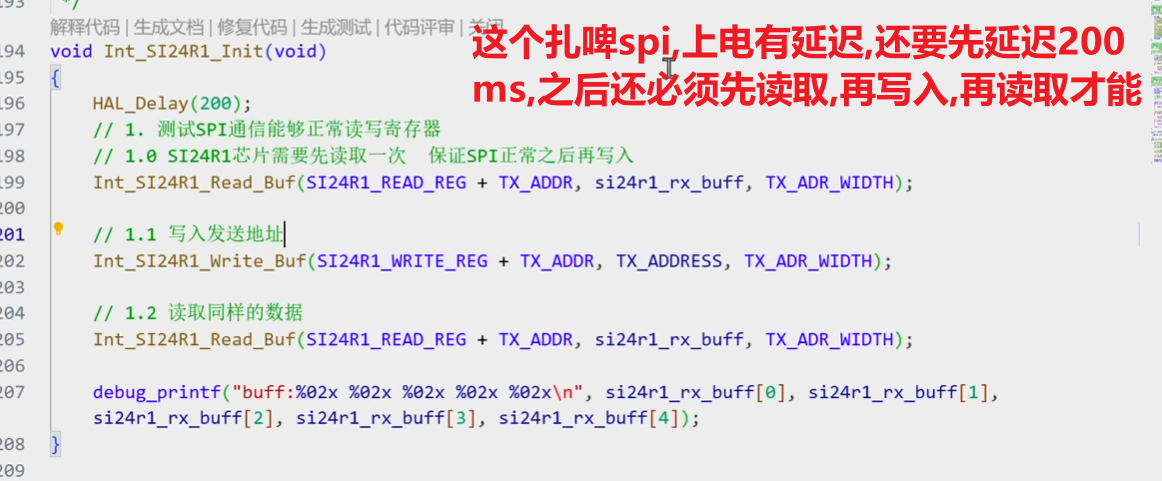 193
*/
解释代码 | 生成文档 | 修复代码 | 生成测试 | 代码评审 | 关闭
这个扎啤spi,上电有延迟,还要先延迟200
ms,之后还必须先读取,再写入,再读取才能
194 void Int_SI24R1_Init(void)
195 {
196 HAL_Delay(200);
197 // 1. 测试SPI通信能够正常读写寄存器
198 // 1.0 SI24R1芯片需要先读取一次 保证SPI正常之后再写入
199 Int_SI24R1_Read_Buf(SI24R1_READ_REG + TX_ADDR, si24r1_rx_buff, TX_ADR_WIDTH);
200
201 // 1.1 写入发送地址
202 Int_SI24R1_Write_Buf(SI24R1_WRITE_REG + TX_ADDR, TX_ADDRESS, TX_ADR_WIDTH);
203
204 // 1.2 读取同样的数据
205 Int_SI24R1_Read_Buf(SI24R1_READ_REG + TX_ADDR, si24r1_rx_buff, TX_ADR_WIDTH);
206
207 debug_printf("buff:%02x %02x %02x %02x %02x\n", si24r1_rx_buff[0], si24r1_rx_buff[1],
si24r1_rx_buff[2], si24r1_rx_buff[3], si24r1_rx_buff[4]);
208 }
209